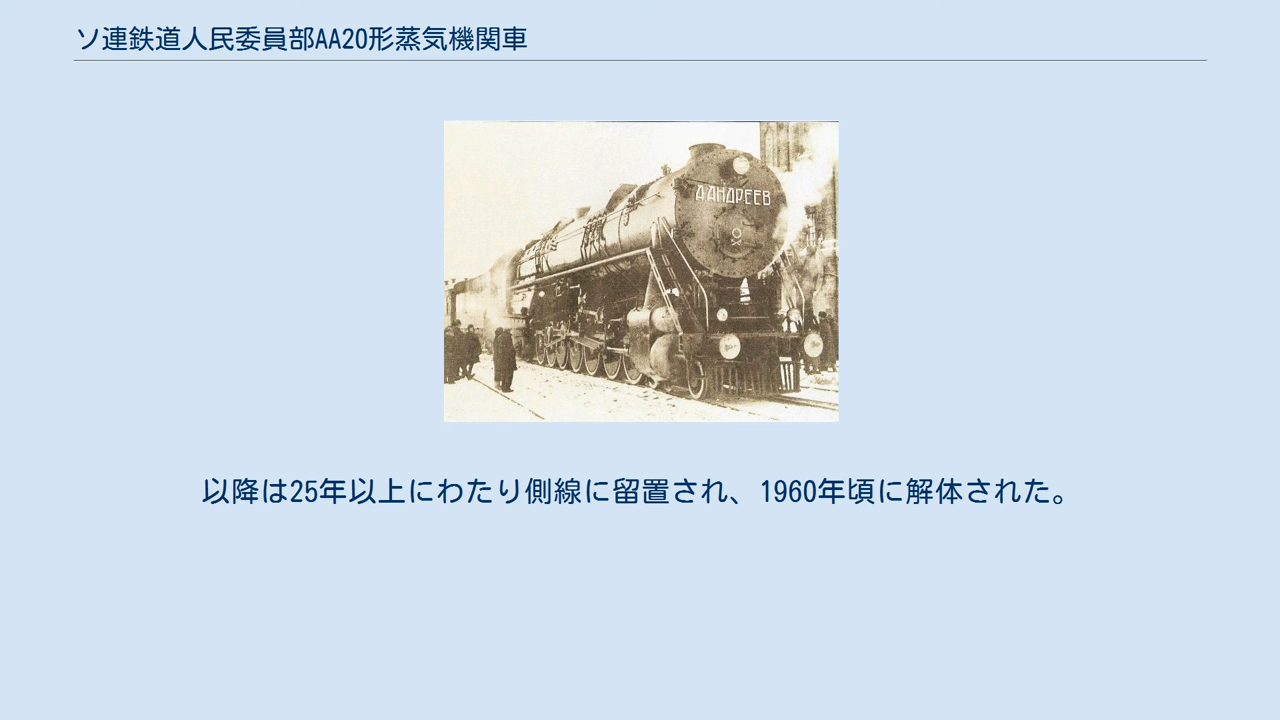 ソ連鉄道人民委員部AA20形蒸気機関車
ААНДРЕЕВ
以降は25年以上にわたり側線に留置され、1960年頃に解体された。